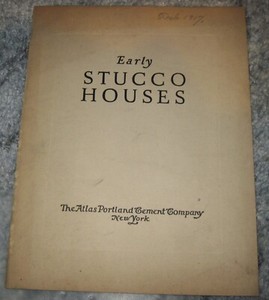 Early
STUCCO
HOUSES
The Atlas Portland Cement Company
New York